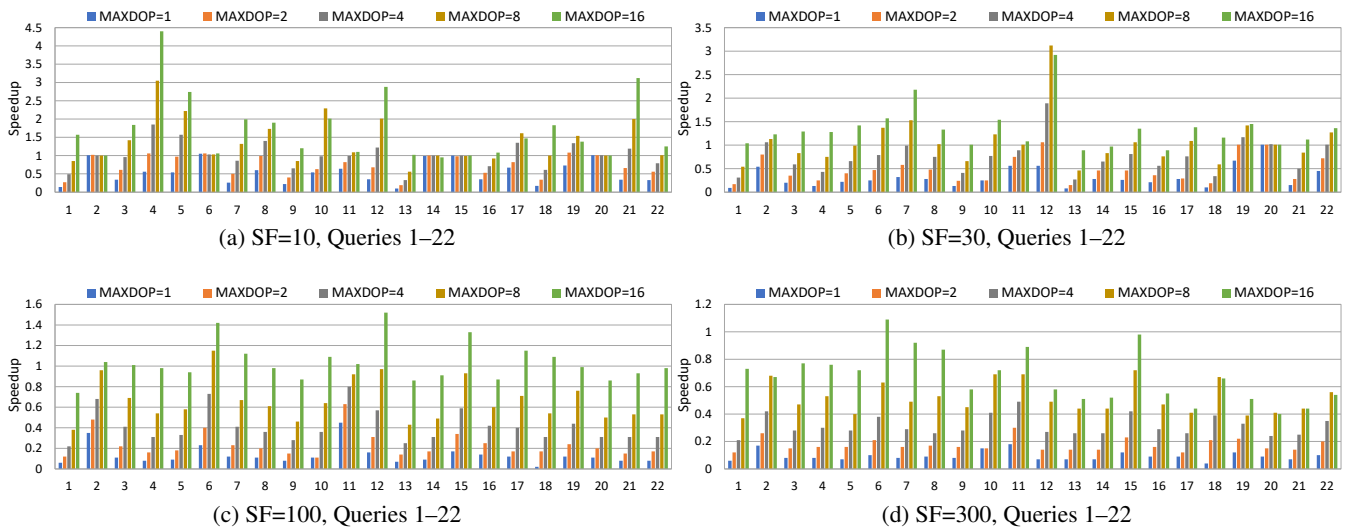 MAXDOP=1 MAXDOP=2 MAXDOP=4 MAXDOP=8 MAXDOP=16
Speedup
4.5
4
3.5
3
2.5
2
1.5
1
0.5
0
1 2 3 4 5 6 7 8 9 10 11 12 13 14 15 16 17 18 19 20 21 22
(a) SF=10, Queries 1–22
MAXDOP=1 MAXDOP=2 MAXDOP=4 MAXDOP=8 MAXDOP=16
Speedup
3.5
3
2.5
2
1.5
1
0.5
0
1 2 3 4 5 6 7 8 9 10 11 12 13 14 15 16 17 18 19 20 21 22
(b) SF=30, Queries 1–22
MAXDOP=1 MAXDOP=2 MAXDOP=4 MAXDOP=8 MAXDOP=16
Speedup
1.6
1.4
1.2
1
0.8
0.6
0.4
0.2
0
1 2 3 4 5 6 7 8 9 10 11 12 13 14 15 16 17 18 19 20 21 22
(c) SF=100, Queries 1–22
MAXDOP=1 MAXDOP=2 MAXDOP=4 MAXDOP=8 MAXDOP=16
Speedup
1.2
1
0.8
0.6
0.4
0.2
0
1 2 3 4 5 6 7 8 9 10 11 12 13 14 15 16 17 18 19 20 21 22
(d) SF=300, Queries 1–22